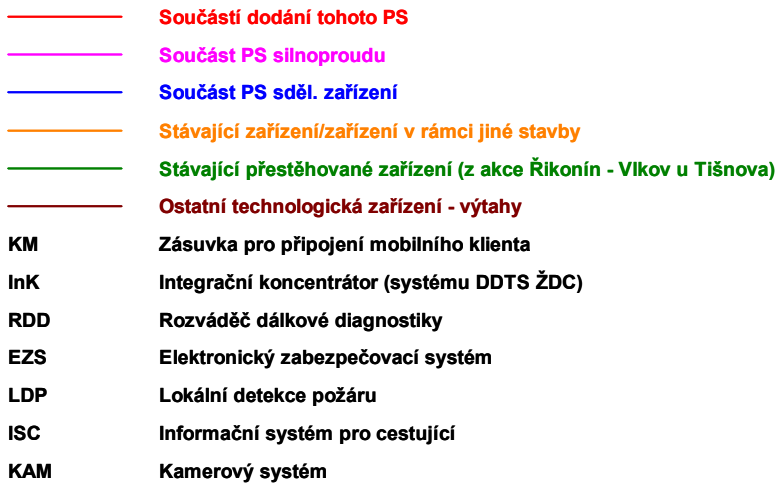 Součástí dodání tohoto PS
Součást PS silnoproudu
Součást PS sděl. zařízení
Stávající zařízení/zařízení v rámci jiné stavby
Stávající přestěhované zařízení (z akce Řikonín - Vlkov u Tišnova)
Ostatní technologická zařízení - výtahy
KM Zásuvka pro připojení mobilního klienta
InK Integrační koncentrátor (systému DDTS ŽDC)
RDD Rozváděč dálkové diagnostiky
EZS Elektronický zabezpečovací systém
LDP Lokální detekce požáru
ISC Informační systém pro cestující
KAM Kamerový systém